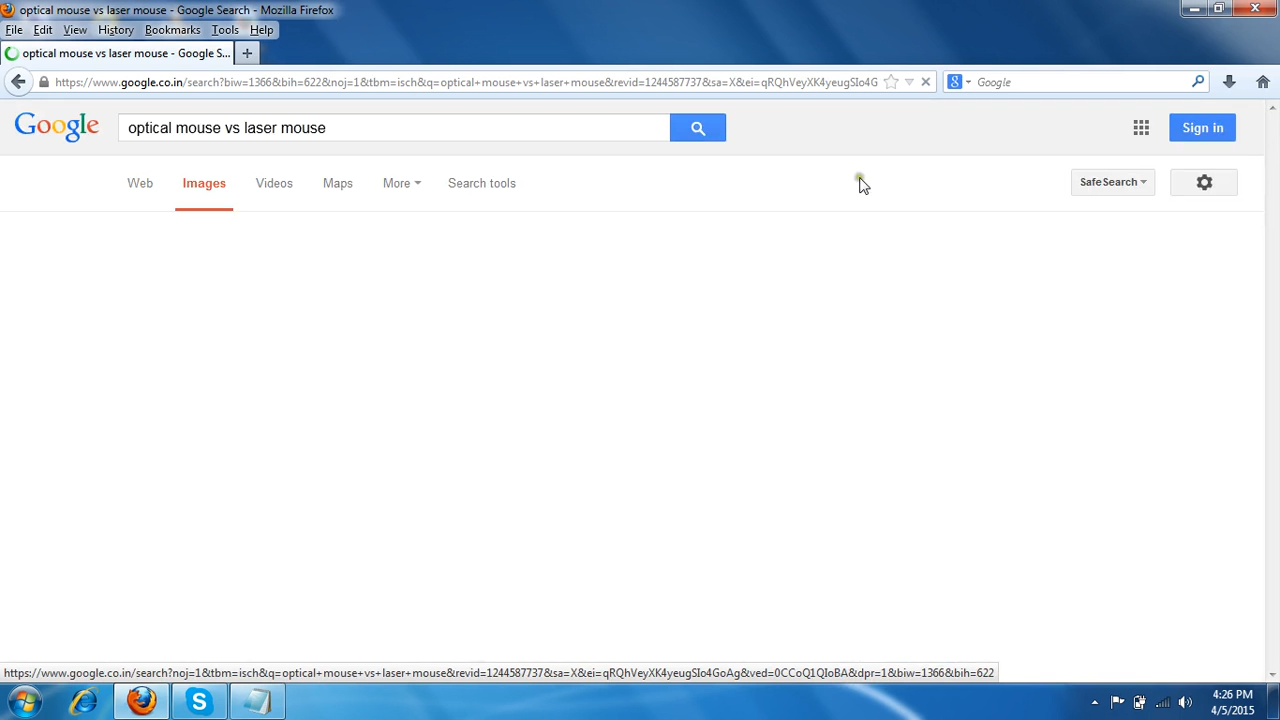 optical mouse vs laser mouse - Google Search - Mozilla Firefox
File Edit View History Bookmarks Tools Help
optical mouse vs laser mouse - Google S... +
https://www.google.co.in/search?biw=1366&bih=622&noj=1&tbm=isch&q=optical+mouse+vs+laser+mouse&revid=1244587737&sa=X&ei=qRQhVeyXK4yeugSIo4G Google
Google optical mouse vs laser mouse Sign in
Web Images Videos Maps More Search tools SafeSearch
https://www.google.co.in/search?noj=1&tbm=isch&q=optical+mouse+vs+laser+mouse&revid=1244587737&sa=X&ei=qRQhVeyXK4yeugSIo4GoAg&ved=0CCoQ1QIoBA&dpr=1&biw=1366&bih=622
4:26 PM
4/5/2015